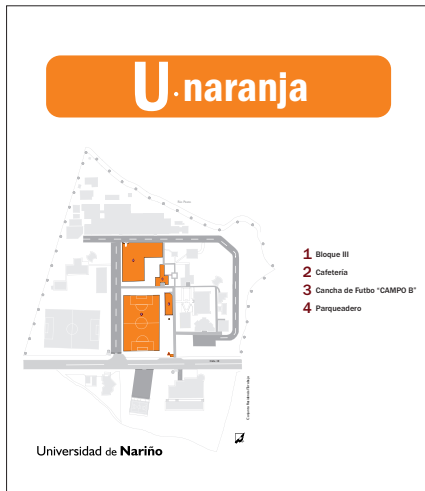 U·naranja
1 Bloque III
2 Cafetería
3 Cancha de Futbo "CAMPO B"
4 Parqueadero
Universidad de Nariño